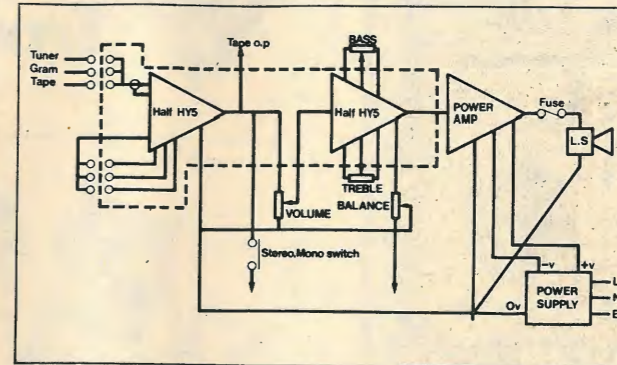 Tape o.p
BASS
Tuner
Gram
Tape
Half HY5
Half HY5
POWER
AMP
Fuse
L.S
TREBLE
VOLUME
BALANCE
Stereo,Mono switch
-v
+v
Ov
POWER
SUPPLY
L
N
E